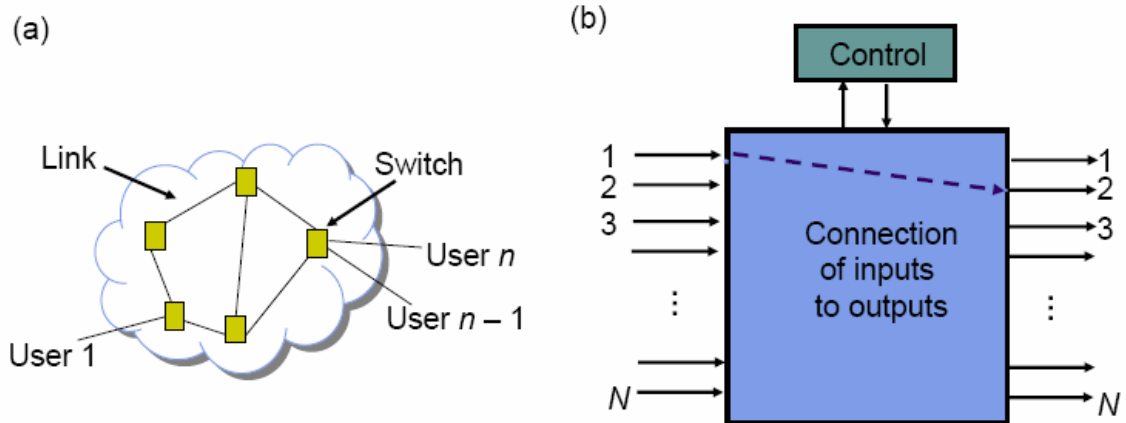 (a)
Link
Switch
User n
User n – 1
User 1
(b)
Control
1
2
3
⋮
N
Connection
of inputs
to outputs
1
2
3
⋮
N